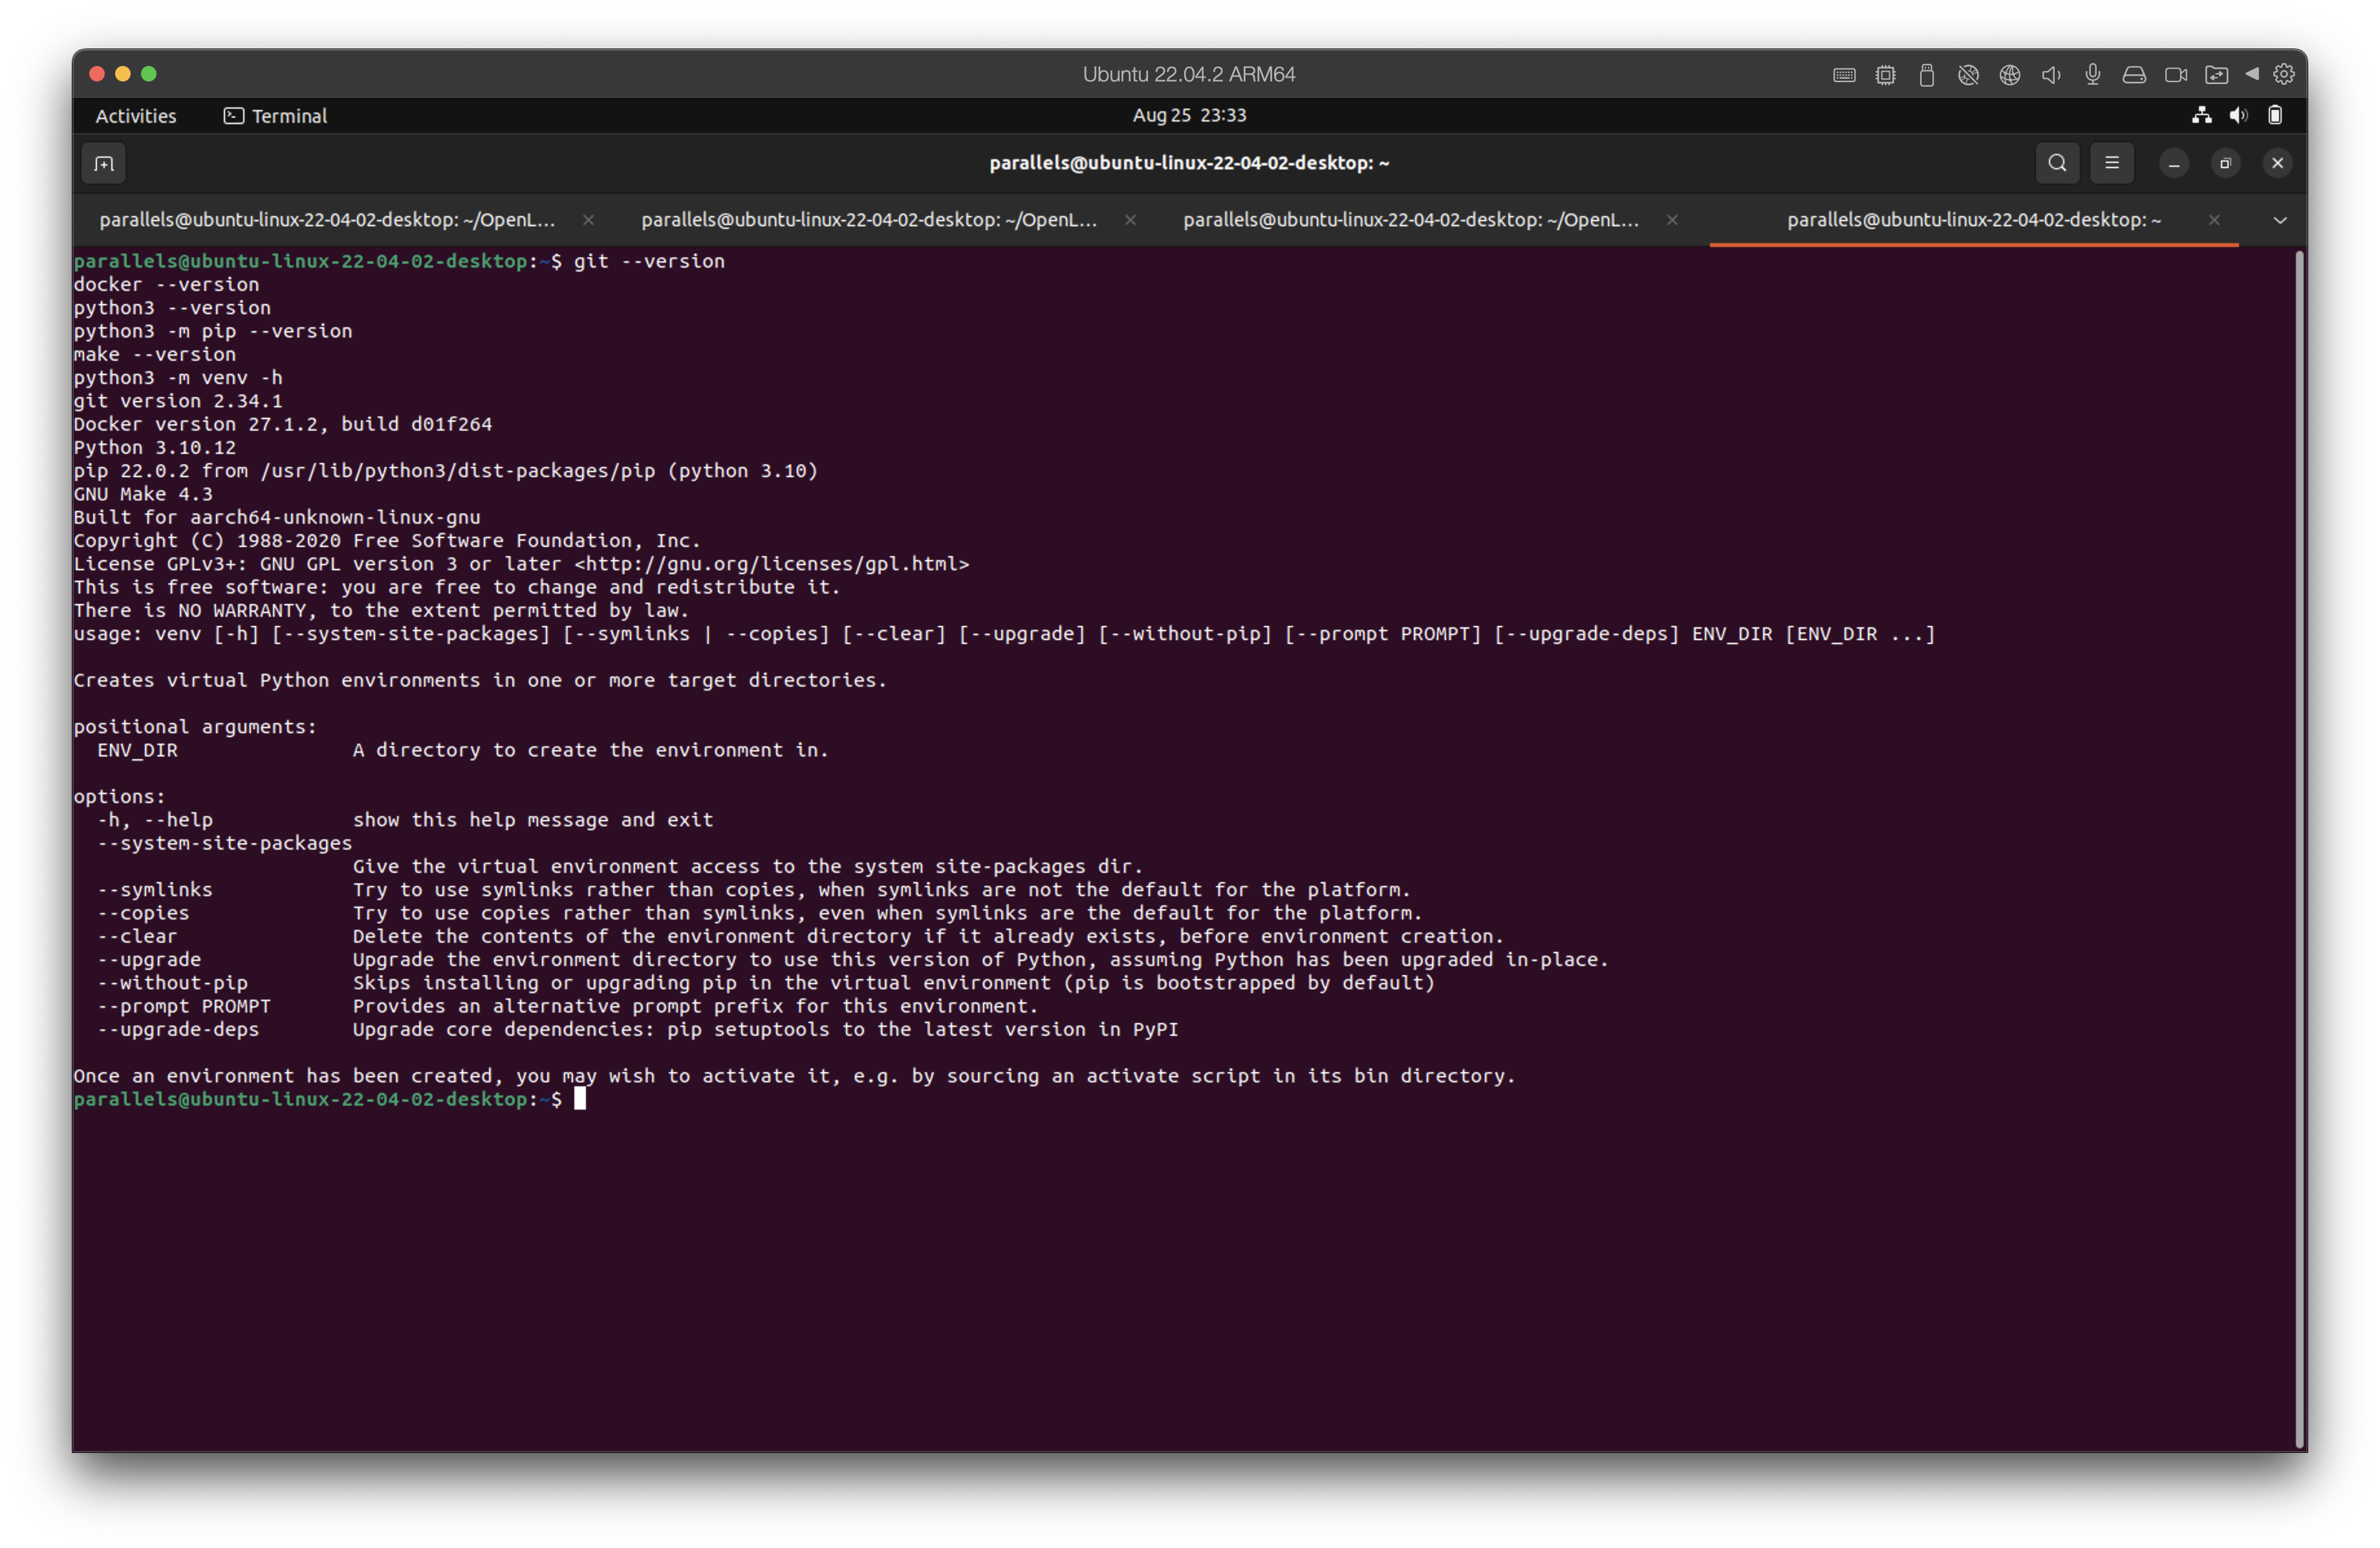 Ubuntu 22.04.2 ARM64
Activities Terminal Aug 25 23:33
parallels@ubuntu-linux-22-04-02-desktop: ~
parallels@ubuntu-linux-22-04-02-desktop: ~/OpenL... parallels@ubuntu-linux-22-04-02-desktop: ~/OpenL... parallels@ubuntu-linux-22-04-02-desktop: ~/OpenL... parallels@ubuntu-linux-22-04-02-desktop: ~
parallels@ubuntu-linux-22-04-02-desktop:~$ git --version
docker --version
python3 --version
python3 -m pip --version
make --version
python3 -m venv -h
git version 2.34.1
Docker version 27.1.2, build d01f264
Python 3.10.12
pip 22.0.2 from /usr/lib/python3/dist-packages/pip (python 3.10)
GNU Make 4.3
Built for aarch64-unknown-linux-gnu
Copyright (C) 1988-2020 Free Software Foundation, Inc.
License GPLv3+: GNU GPL version 3 or later <http://gnu.org/licenses/gpl.html>
This is free software: you are free to change and redistribute it.
There is NO WARRANTY, to the extent permitted by law.
usage: venv [-h] [--system-site-packages] [--symlinks | --copies] [--clear] [--upgrade] [--without-pip] [--prompt PROMPT] [--upgrade-deps] ENV_DIR [ENV_DIR ...]
Creates virtual Python environments in one or more target directories.
positional arguments:
ENV_DIR A directory to create the environment in.
options:
-h, --help show this help message and exit
--system-site-packages
Give the virtual environment access to the system site-packages dir.
--symlinks Try to use symlinks rather than copies, when symlinks are not the default for the platform.
--copies Try to use copies rather than symlinks, even when symlinks are the default for the platform.
--clear Delete the contents of the environment directory if it already exists, before environment creation.
--upgrade Upgrade the environment directory to use this version of Python, assuming Python has been upgraded in-place.
--without-pip Skips installing or upgrading pip in the virtual environment (pip is bootstrapped by default)
--prompt PROMPT Provides an alternative prompt prefix for this environment.
--upgrade-deps Upgrade core dependencies: pip setuptools to the latest version in PyPI
Once an environment has been created, you may wish to activate it, e.g. by sourcing an activate script in its bin directory.
parallels@ubuntu-linux-22-04-02-desktop:~$